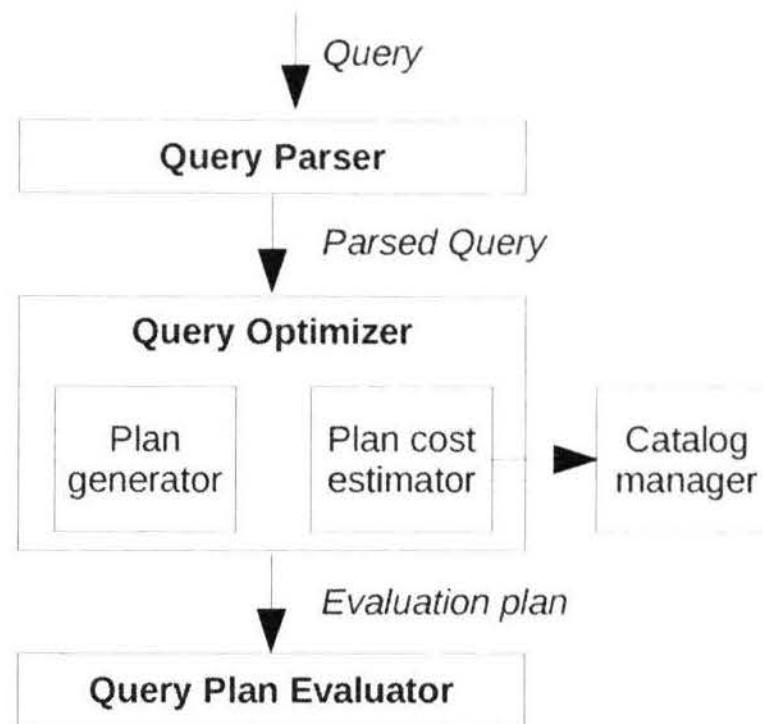 Query
Query Parser
Parsed Query
Query Optimizer
Plan
generator
Plan cost
estimator
Catalog
manager
Evaluation plan
Query Plan Evaluator